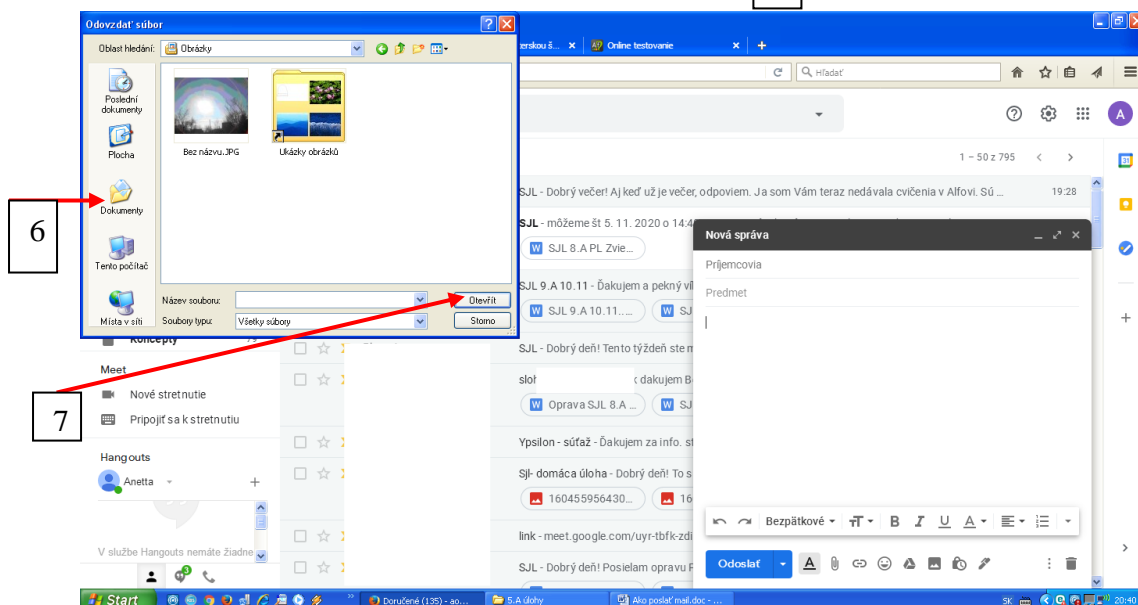 Odovzdať súbor
Oblast hledání:
Obrázky
Poslední
dokumenty
Plocha
Dokumenty
Tento počítač
Místa v síti
Bez názvu.JPG
Ukázky obrázků
Název souboru:
Otevřít
Soubory typu:
Všetky súbory
Storno
6
7
Online testovanie
Hľadať
A
1 – 50 z 795
31
SJL - Dobrý večer! Aj keď už je večer, odpoviem. Ja som Vám teraz nedávala cvičenia v Alfovi. Sú ...
19:28
SJL - môžeme št 5. 11. 2020 o 14:4
W SJL 8.A PL Zvie...
SJL 9.A 10.11 - Ďakujem a pekný ví
W SJL 9.A 10.11....
W SJ
Koncepty
SJL - Dobrý deň! Tento týždeň ste m
Meet
Nové stretnutie
Pripojiť sa k stretnutiu
dakujem B
W Oprava SJL 8.A ...
W SJ
Ypsilon - súťaž - Ďakujem za info. st
Hangouts
Anetta
Sjl- domáca úloha - Dobrý deň! To s
160455956430...
16
V službe Hangouts nemáte žiadne
3
link - meet.google.com/uyr-tbfk-zdi
SJL - Dobrý deň! Posielam opravu P
Nová správa
Príjemcovia
Predmet
Bezpätkové
B I U A
Odoslať
A
Start
Doručené (135) - ao...
5.A úlohy
Ako poslať mail.doc - ...
SK
20:40